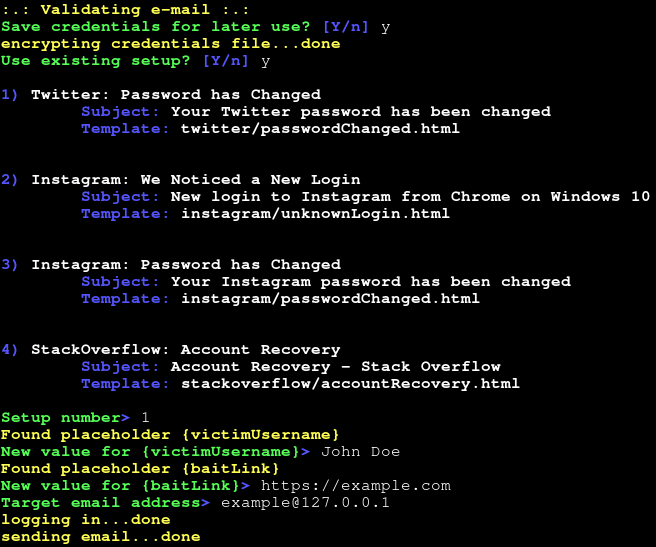 :.: Validating e-mail :.:
Save credentials for later use? [Y/n] y
encrypting credentials file...done
Use existing setup? [Y/n] y
1) Twitter: Password has Changed
Subject: Your Twitter password has been changed
Template: twitter/passwordChanged.html
2) Instagram: We Noticed a New Login
Subject: New login to Instagram from Chrome on Windows 10
Template: instagram/unknownLogin.html
3) Instagram: Password has Changed
Subject: Your Instagram password has been changed
Template: instagram/passwordChanged.html
4) StackOverflow: Account Recovery
Subject: Account Recovery - Stack Overflow
Template: stackoverflow/accountRecovery.html
Setup number> 1
Found placeholder {victimUsername}
New value for {victimUsername}> John Doe
Found placeholder {baitLink}
New value for {baitLink}> https://example.com
Target email address> example@127.0.0.1
logging in...done
sending email...done